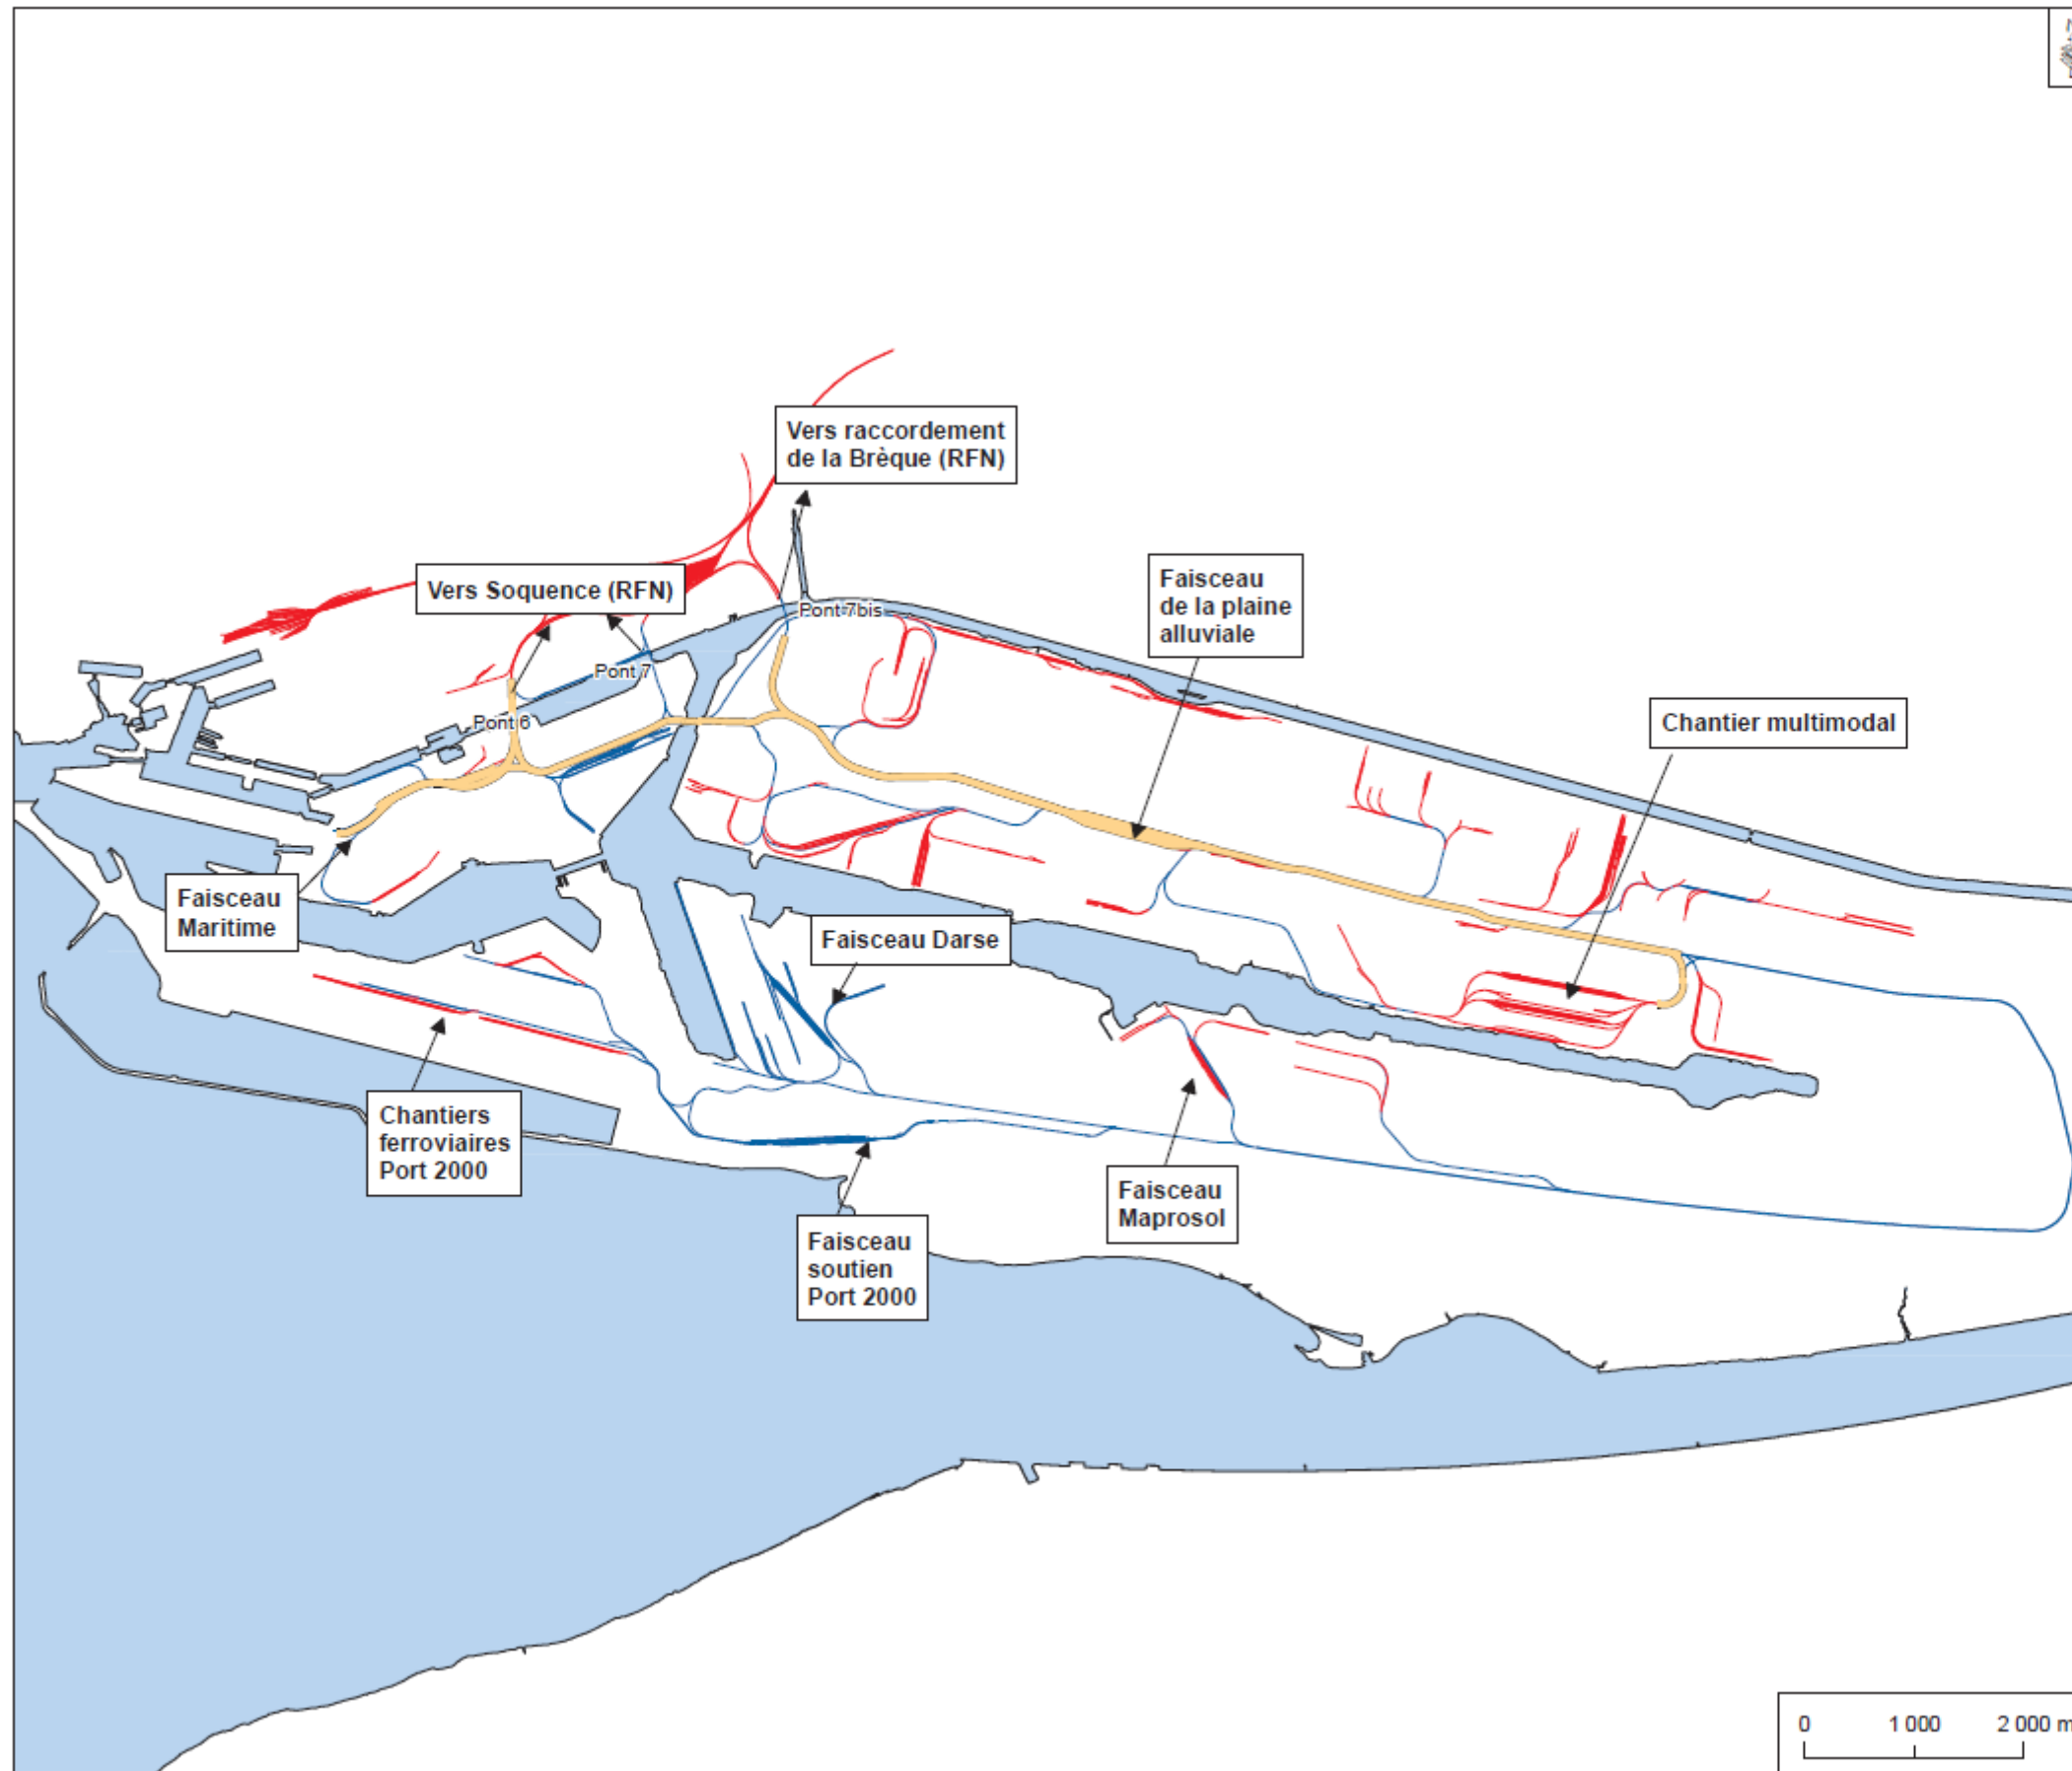 Vers raccordement
de la Brèque (RFN)
Vers Soquence (RFN)
Pont 7bis
Faisceau
de la plaine
alluviale
Pont 7
Pont 6
Chantier multimodal
Faisceau
Maritime
Faisceau Darse
Chantiers
ferroviaires
Port 2000
Faisceau
Maprosol
Faisceau
soutien
Port 2000
0 1 000 2 000 m